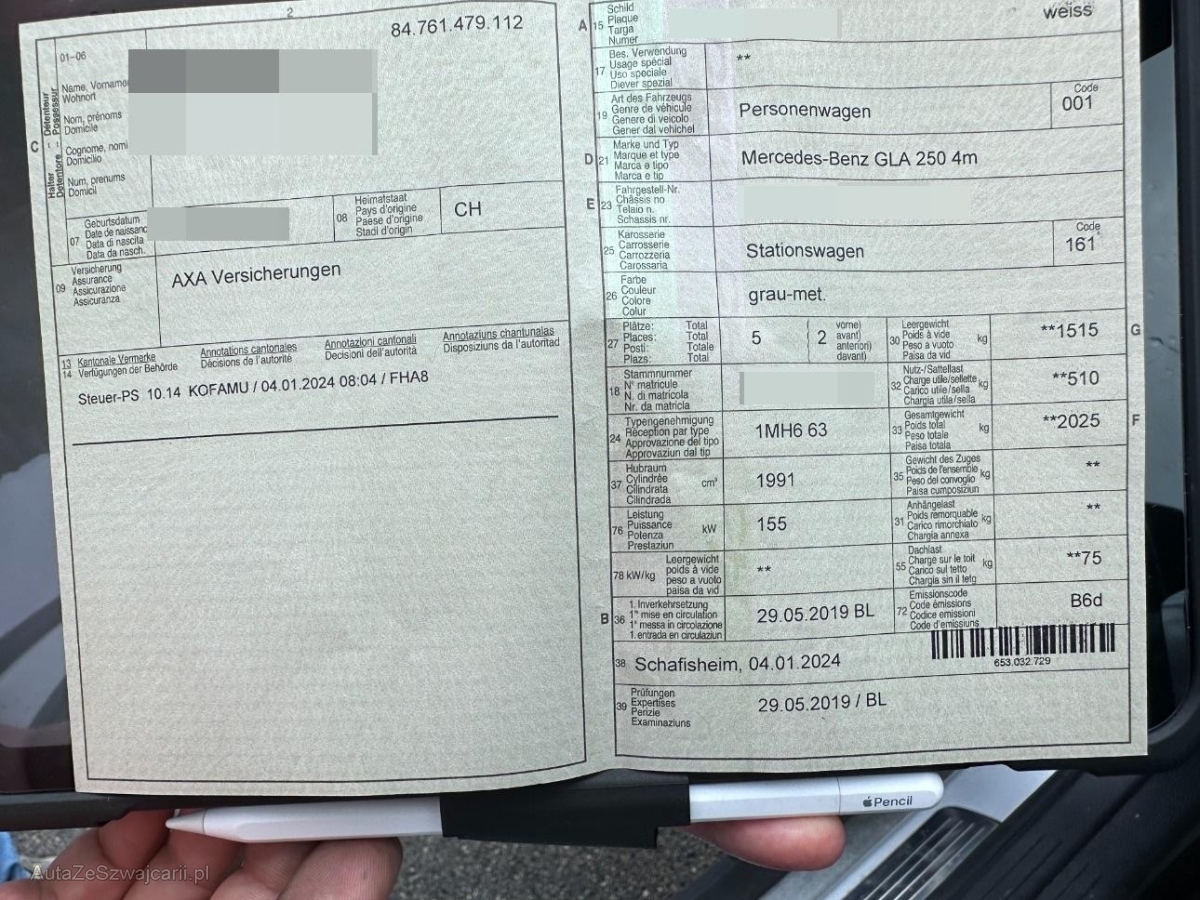 2
84.761.479.112
C
Halter Détenteur
Detentore Possessur
01-06
Name, Vornamen
Wohnort
Nom, prénoms
Domicile
Cognome, nomi
Domicilio
Num, prenums
Domicil
07
Geburtsdatum
Date de naissanc
Data di nascita
Data da nasch.
08
Heimatstaat
Pays d'origine
Paese d'origine
Stadi d'origin
CH
09
Versicherung
Assurance
Assicurazione
Assicuranza
AXA Versicherungen
13 Kantonale Vermerke Annotations cantonales Annotazioni cantonali Annotaziuns chantunalas
14 Verfügungen der Behörde Décisions de l'autorité Decisioni dell'autorità Disposiziuns da l'autoritad
Steuer-PS 10.14 KOFAMU / 04.01.2024 08:04 / FHA8
A 15
Schild
Plaque
Targa
Numer
weiss
17
Bes. Verwendung
Usage spécial
Uso speciale
Diever spezial
**
19
Art des Fahrzeugs
Genre de véhicule
Genere di veicolo
Gener dal vehichel
Personenwagen
Code
001
D 21
Marke und Typ
Marque et type
Marca e tipo
Marca e tip
Mercedes-Benz GLA 250 4m
E 23
Fahrgestell-Nr.
Châssis no
Telaio n.
Schassis nr.
25
Karosserie
Carrosserie
Carrozzeria
Carossaria
Stationswagen
Code
161
26
Farbe
Couleur
Colore
Colur
grau-met.
27
Plätze: Total
Places: Total
Posti: Totale
Plazs: Total
5 ( 2
vorne)
avant)
anteriori)
davant)
30
Leergewicht
Poids à vide
Peso a vuoto
Paisa da vid
kg
**1515
G
18
Stammnummer
N° matricule
N. di matricola
Nr. da matricla
32
Nutz-/Sattellast
Charge utile/sellette
Carico utile/sella
Chargia utila/sella
kg
**510
24
Typengenehmigung
Réception par type
Approvazione del tipo
Approvaziun dal tip
1MH6 63
33
Gesamtgewicht
Poids total
Peso totale
Paisa totala
kg
**2025
F
37
Hubraum
Cylindrée
Cilindrata
Cilindrada
cm³
1991
35
Gewicht des Zuges
Poids de l'ensemble
Peso del convoglio
Paisa cumposiziun
kg
**
76
Leistung
Puissance
Potenza
Prestaziun
kW
155
31
Anhängelast
Poids remorquable
Carico rimorchiato
Chargia annexa
kg
**
78 kW/kg
Leergewicht
poids à vide
peso a vuoto
paisa da vid
**
55
Dachlast
Charge sur le toit
Carico sul tetto
Chargia sin il tetg
kg
**75
B 36
1. Inverkehrsetzung
1re mise en circulation
1a messa in circolazione
1. entrada en circulaziun
29.05.2019 BL
72
Emissionscode
Code émissions
Codice emissioni
Code d'emissiuns
B6d
38
Schafisheim, 04.01.2024
653.032.729
39
Prüfungen
Expertises
Perizie
Examinaziuns
29.05.2019 / BL
Pencil
AutaZeSzwajcarii.pl